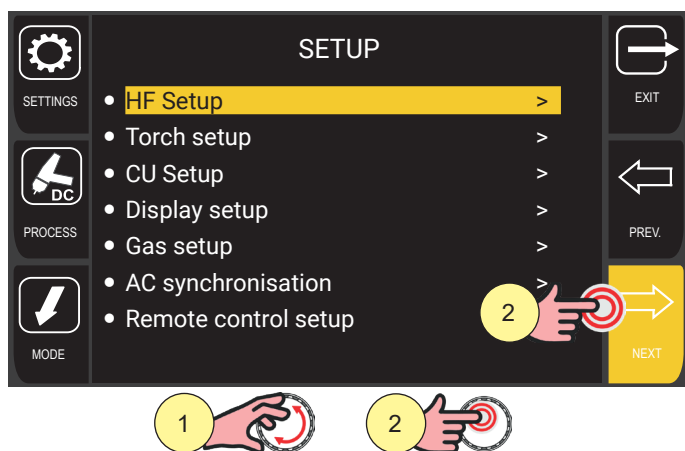 SETUP
SETTINGS
EXIT
• HF Setup >
• Torch setup >
• CU Setup >
DC
• Display setup >
PROCESS
PREV.
• Gas setup >
• AC synchronisation >
• Remote control setup
2
MODE
NEXT
1
2